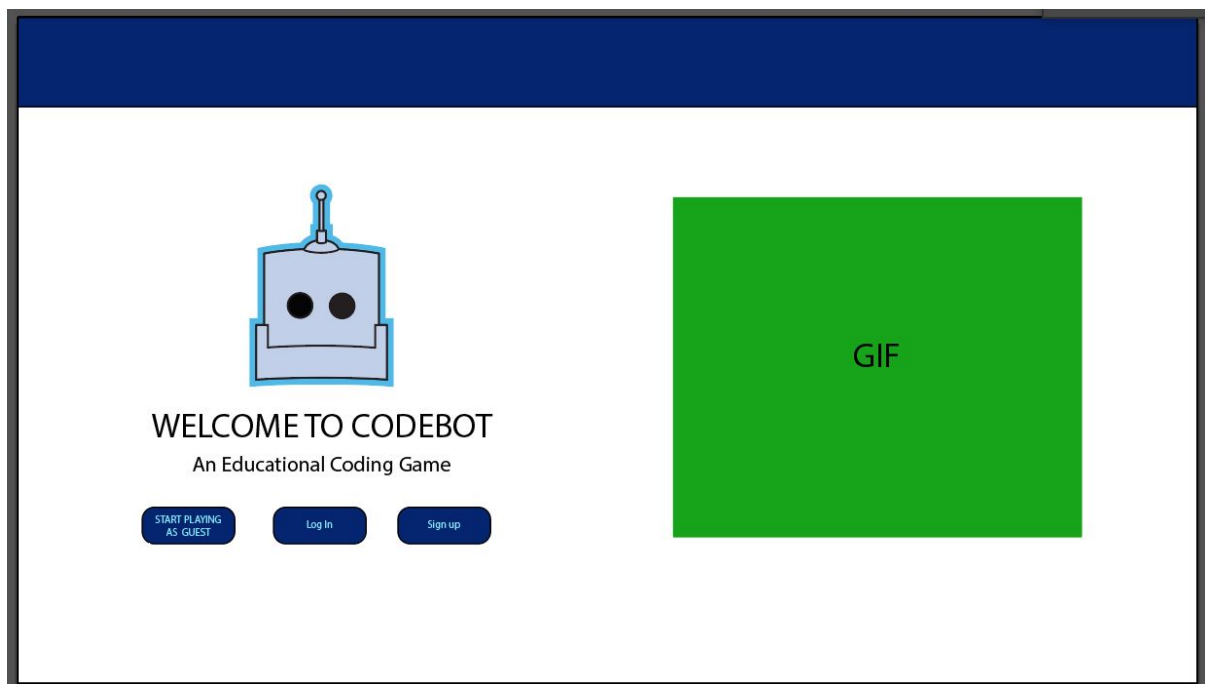 WELCOME TO CODEBOT
An Educational Coding Game
START PLAYING
AS GUEST
Log In
Sign up
GIF